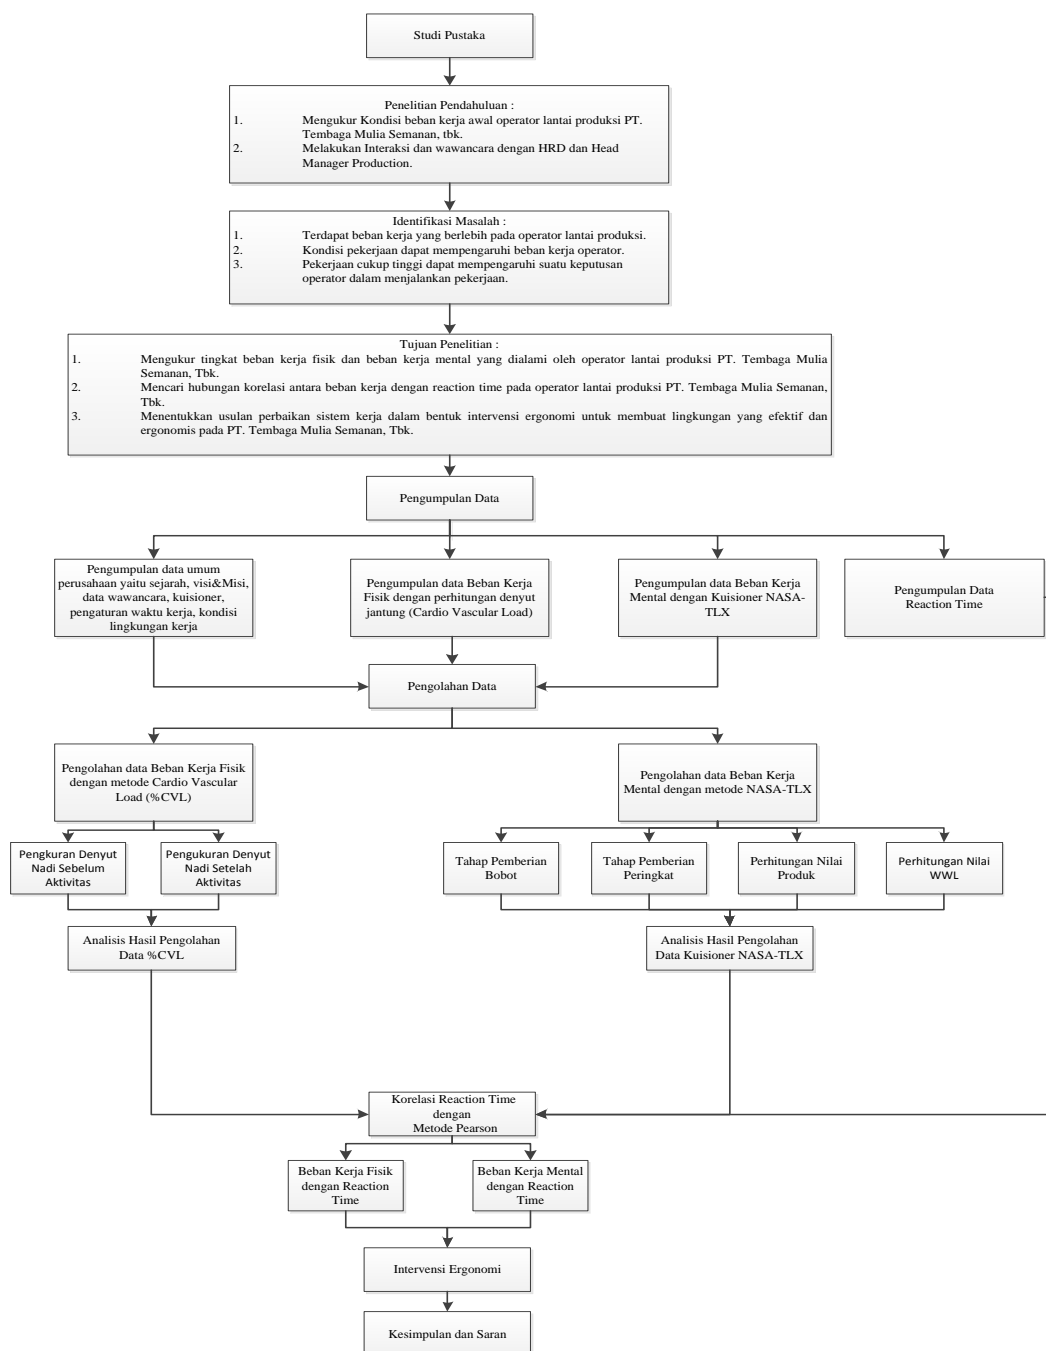 Studi Pustaka
Penelitian Pendahuluan :
1. Mengukur Kondisi beban kerja awal operator lantai produksi PT.
Tembaga Mulia Semanan, tbk.
2. Melakukan Interaksi dan wawancara dengan HRD dan Head
Manager Production.
Identifikasi Masalah :
1. Terdapat beban kerja yang berlebih pada operator lantai produksi.
2. Kondisi pekerjaan dapat mempengaruhi beban kerja operator.
3. Pekerjaan cukup tinggi dapat mempengaruhi suatu keputusan
operator dalam menjalankan pekerjaan.
Tujuan Penelitian :
1. Mengukur tingkat beban kerja fisik dan beban kerja mental yang dialami oleh operator lantai produksi PT. Tembaga Mulia
Semanan, Tbk.
2. Mencari hubungan korelasi antara beban kerja dengan reaction time pada operator lantai produksi PT. Tembaga Mulia Semanan,
Tbk.
3. Menentukkan usulan perbaikan sistem kerja dalam bentuk intervensi ergonomi untuk membuat lingkungan yang efektif dan
ergonomis pada PT. Tembaga Mulia Semanan, Tbk.
Pengumpulan Data
Pengumpulan data umum
perusahaan yaitu sejarah, visi&Misi,
data wawancara, kuisioner,
pengaturan waktu kerja, kondisi
lingkungan kerja
Pengumpulan data Beban Kerja
Fisik dengan perhitungan denyut
jantung (Cardio Vascular Load)
Pengumpulan data Beban Kerja
Mental dengan Kuisioner NASA-
TLX
Pengumpulan Data
Reaction Time
Pengolahan Data
Pengolahan data Beban Kerja Fisik
dengan metode Cardio Vascular
Load (%CVL)
Pengolahan data Beban Kerja
Mental dengan metode NASA-TLX
Pengkuran Denyut
Nadi Sebelum
Aktivitas
Pengukuran Denyut
Nadi Setelah
Aktivitas
Tahap Pemberian
Bobot
Tahap Pemberian
Peringkat
Perhitungan Nilai
Produk
Perhitungan Nilai
WWL
Analisis Hasil Pengolahan
Data %CVL
Analisis Hasil Pengolahan
Data Kuisioner NASA-TLX
Korelasi Reaction Time
dengan
Metode Pearson
Beban Kerja Fisik
dengan Reaction
Time
Beban Kerja Mental
dengan Reaction
Time
Intervensi Ergonomi
Kesimpulan dan Saran